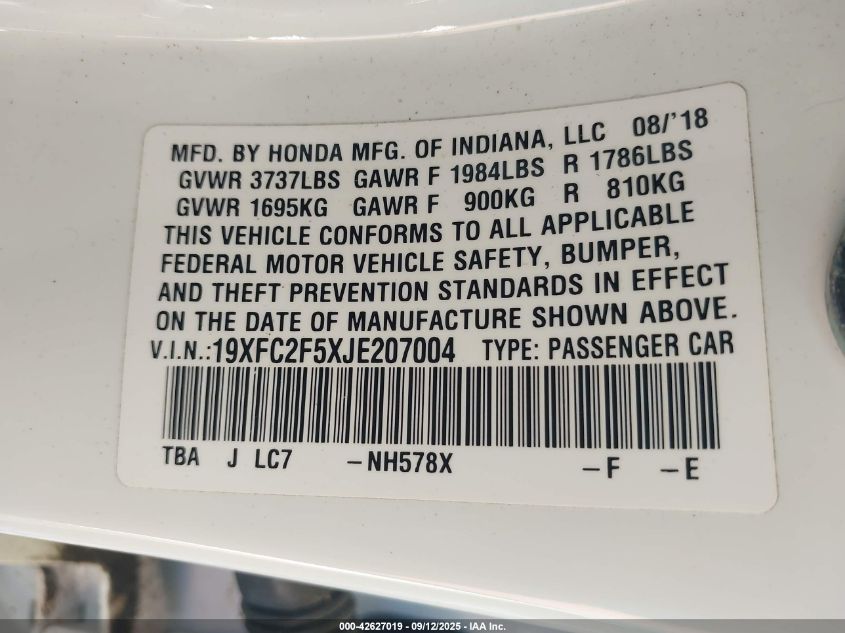 MFD. BY HONDA MFG. OF INDIANA, LLC 08/'18
GVWR 3737LBS GAWR F 1984LBS R 1786LBS
GVWR 1695KG GAWR F 900KG R 810KG
THIS VEHICLE CONFORMS TO ALL APPLICABLE
FEDERAL MOTOR VEHICLE SAFETY, BUMPER,
AND THEFT PREVENTION STANDARDS IN EFFECT
ON THE DATE OF MANUFACTURE SHOWN ABOVE.
V.I.N.:19XFC2F5XJE207004 TYPE: PASSENGER CAR
TBA J LC7 –NH578X –F –E
000-42627019 - 09/12/2025 - IAA Inc.